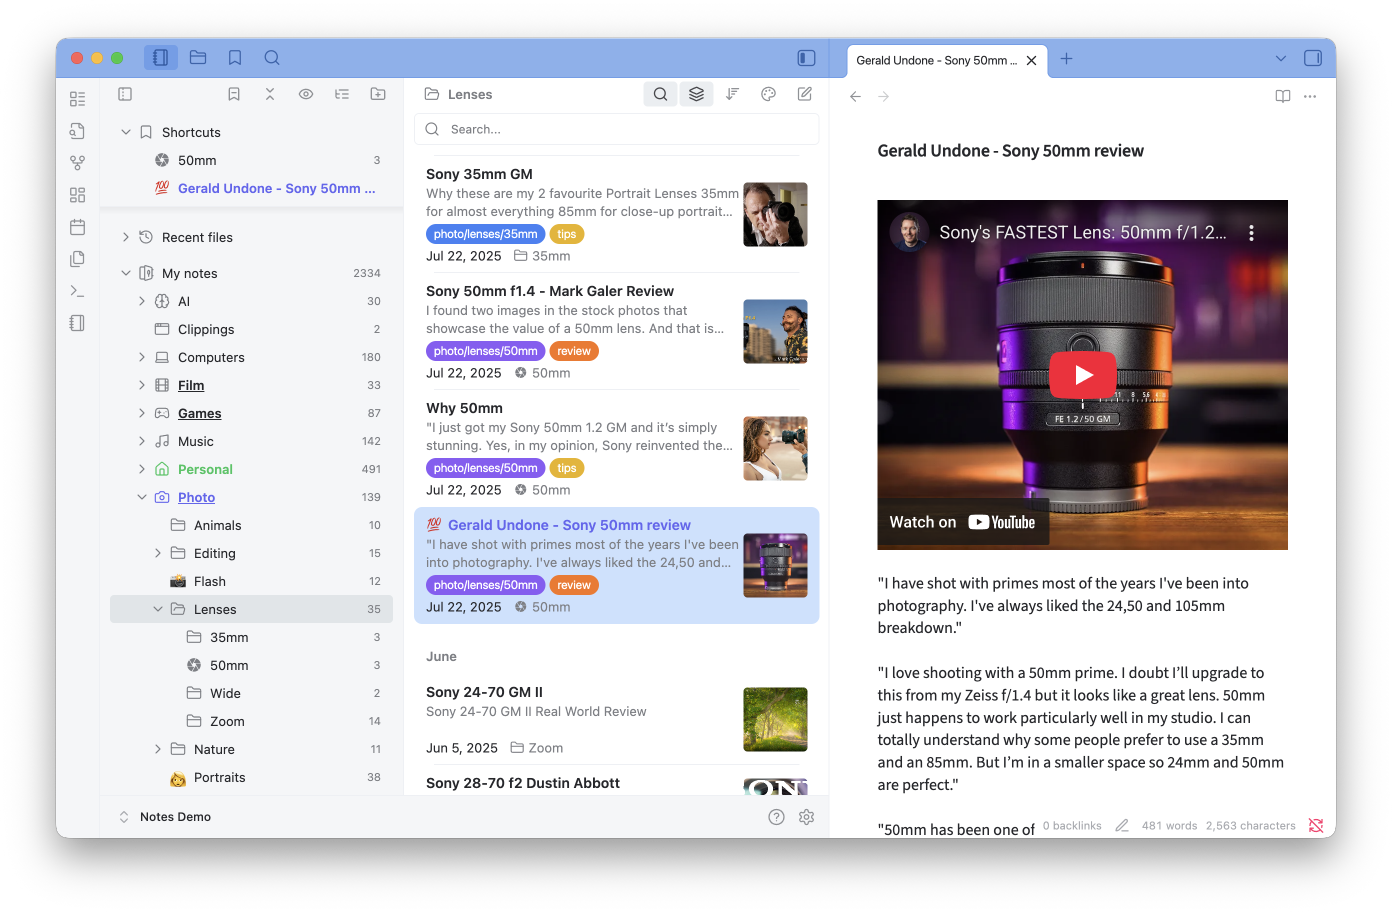 Gerald Undone - Sony 50mm ...
Shortcuts
50mm 3
💯 Gerald Undone - Sony 50mm ...
Recent files
My notes 2334
AI 30
Clippings 2
Computers 180
Film 33
Games 87
Music 142
Personal 491
Photo 139
Animals 10
Editing 15
Flash 12
Lenses 35
35mm 3
50mm 3
Wide 2
Zoom 14
Nature 11
Portraits 38
Notes Demo
Lenses
Search...
Sony 35mm GM
Why these are my 2 favourite Portrait Lenses 35mm
for almost everything 85mm for close-up portrait...
photo/lenses/35mm tips
Jul 22, 2025 35mm
Sony 50mm f1.4 - Mark Galer Review
I found two images in the stock photos that
showcase the value of a 50mm lens. And that is...
photo/lenses/50mm review
Jul 22, 2025 50mm
Why 50mm
"I just got my Sony 50mm 1.2 GM and it's simply
stunning. Yes, in my opinion, Sony reinvented the...
photo/lenses/50mm tips
Jul 22, 2025 50mm
💯 Gerald Undone - Sony 50mm review
"I have shot with primes most of the years I've been
into photography. I've always liked the 24,50 and...
photo/lenses/50mm review
Jul 22, 2025 50mm
June
Sony 24-70 GM II
Sony 24-70 GM II Real World Review
Jun 5, 2025 Zoom
Sony 28-70 f2 Dustin Abbott
ON
Gerald Undone - Sony 50mm review
Sony's FASTEST Lens: 50mm f/1.2...
11 8 5.6 4
FE 1.2/50 GM
Watch on YouTube
"I have shot with primes most of the years I've been into
photography. I've always liked the 24,50 and 105mm
breakdown."
"I love shooting with a 50mm prime. I doubt I’ll upgrade to
this from my Zeiss f/1.4 but it looks like a great lens. 50mm
just happens to work particularly well in my studio. I can
totally understand why some people prefer to use a 35mm
and an 85mm. But I’m in a smaller space so 24mm and 50mm
are perfect."
"50mm has been one of
0 backlinks 481 words 2,563 characters